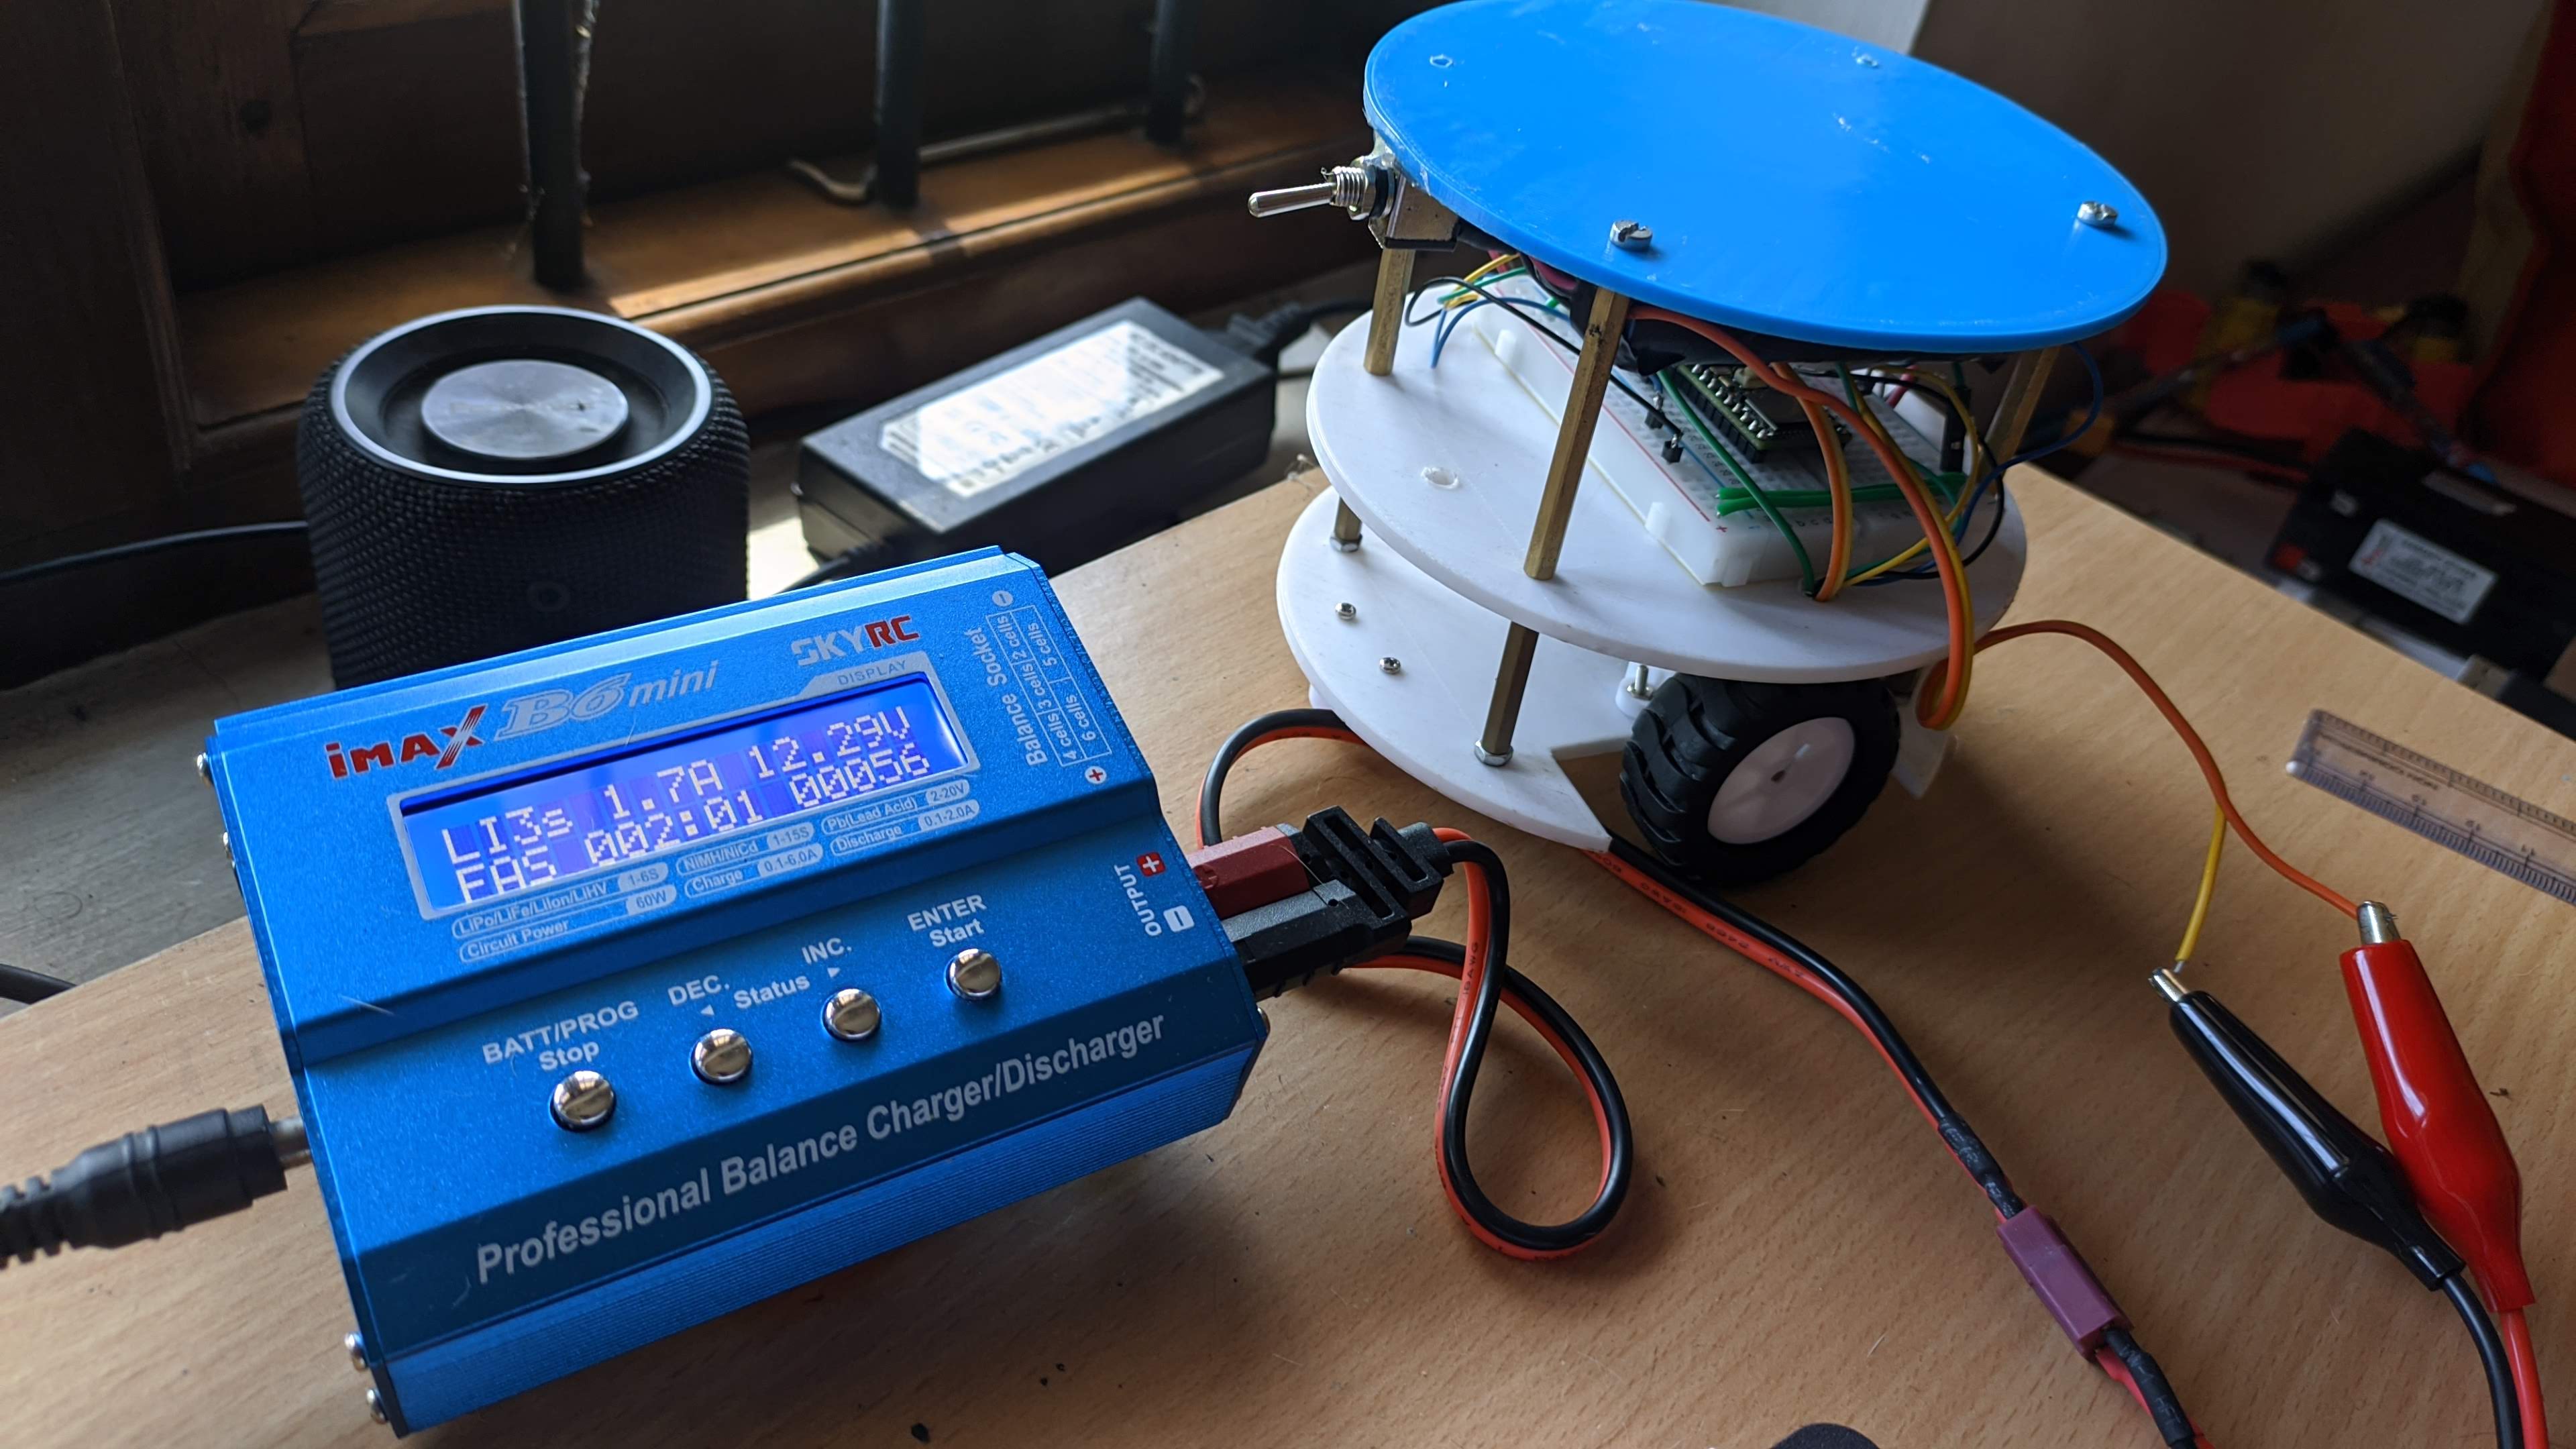 iMAX B6 mini
SKYRC
DISPLAY
LI3s 1.7A 12.29V
FAS 002:01 00056
LiPo/LiFe/LiIon/LiHV 1-6S
NiMH/NiCd 1-15S
Pb(Lead Acid) 2-20V
Circuit Power 60W
Charge 0.1-6.0A
Discharge 0.1-2.0A
Balance Socket
4 cells 3 cells 2 cells
6 cells 5 cells
OUTPUT
BATT/PROG
Stop
DEC.
Status
INC.
ENTER
Start
Professional Balance Charger/Discharger